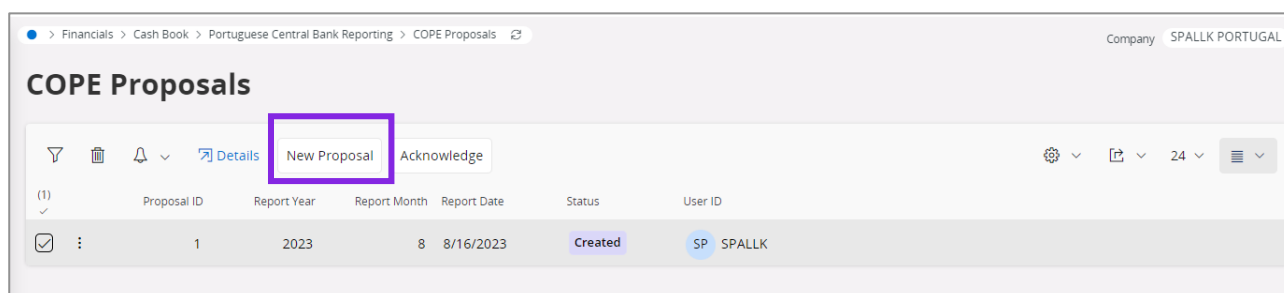 > Financials > Cash Book > Portuguese Central Bank Reporting > COPE Proposals
Company SPALLK PORTUGAL
COPE Proposals
Details New Proposal Acknowledge 24
(1) Proposal ID Report Year Report Month Report Date Status User ID
1 2023 8 8/16/2023 Created SP SPALLK